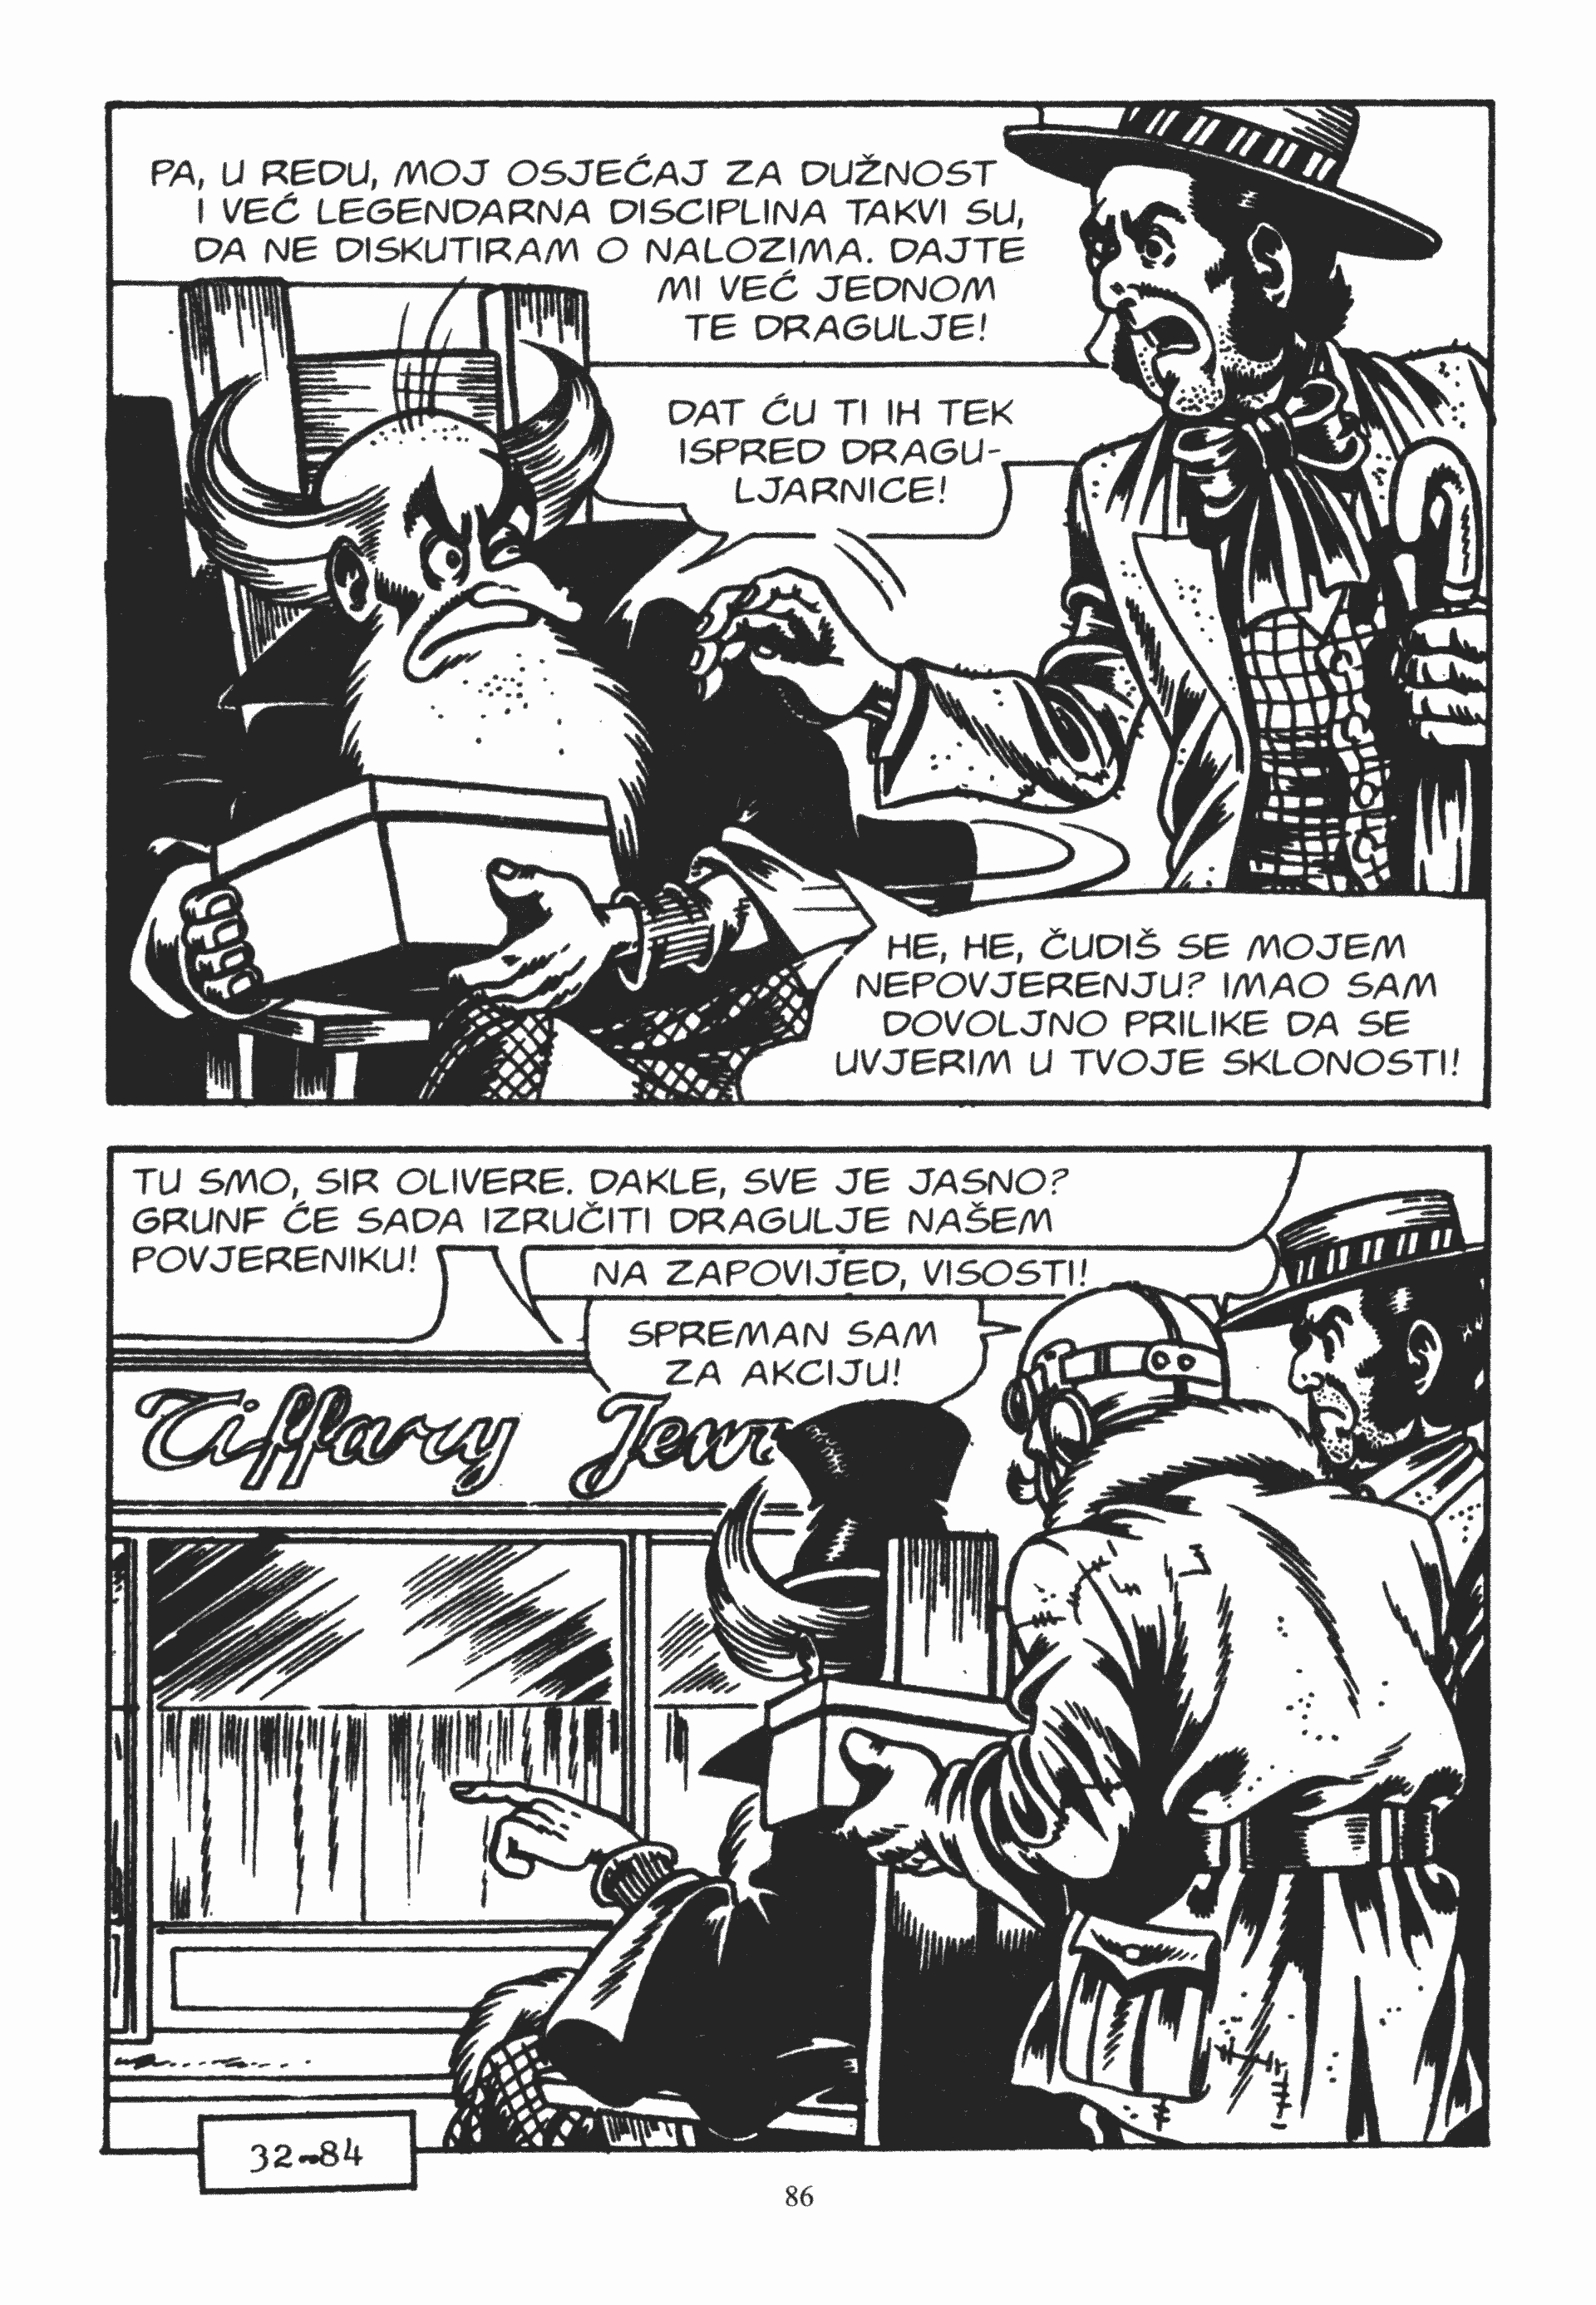 PA, U REDU, MOJ OSJEĆAJ ZA DUŽNOST
I VEĆ LEGENDARNA DISCIPLINA TAKVI SU,
DA NE DISKUTIRAM O NALOZIMA. DAJTE
MI VEĆ JEDNOM
TE DRAGULJE!
DAT ĆU TI IH TEK
ISPRED DRAGU-
LJARNICE!
HE, HE, ČUDIŠ SE MOJEM
NEPOVJERENJU? IMAO SAM
DOVOLJNO PRILIKE DA SE
UVJERIM U TVOJE SKLONOSTI!
TU SMO, SIR OLIVERE. DAKLE, SVE JE JASNO?
GRUNF ĆE SADA IZRUČITI DRAGULJE NAŠEM
POVJERENIKU!
NA ZAPOVIJED, VISOSTI!
SPREMAN SAM
ZA AKCIJU!
Tiffany Jew
32-84
86